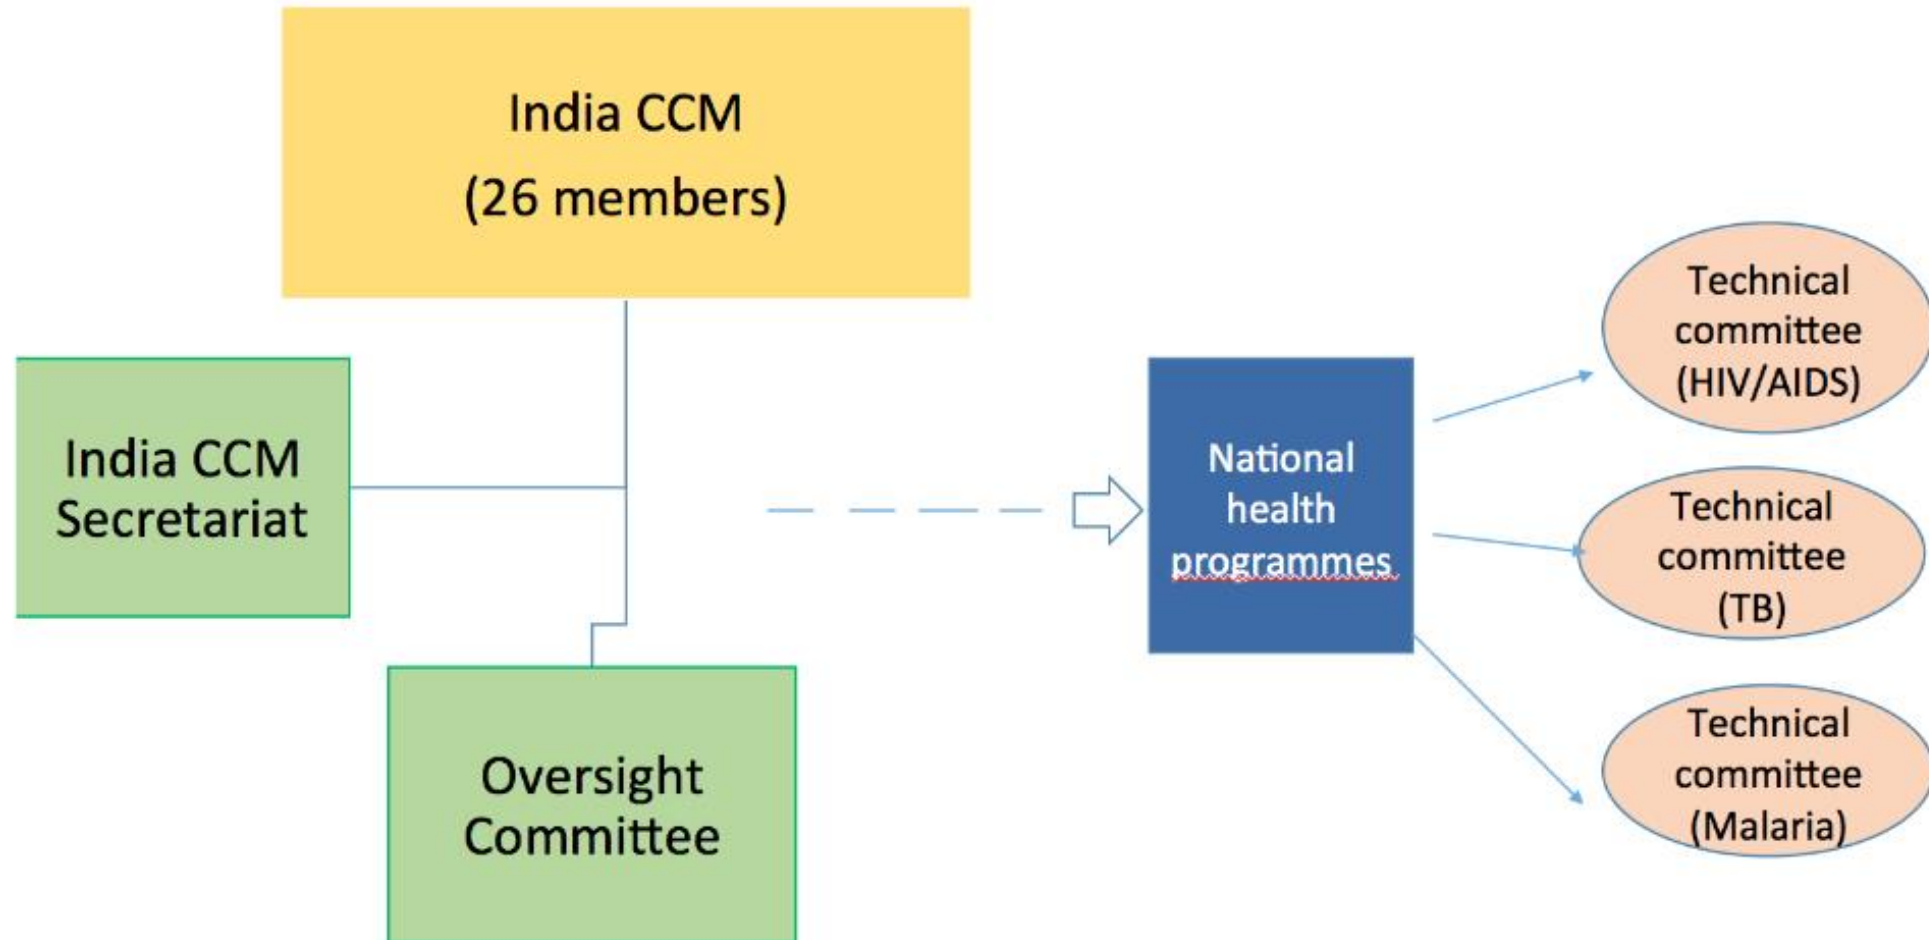 India CCM
(26 members)
India CCM
Secretariat
Oversight
Committee
National
health
programmes
Technical
committee
(HIV/AIDS)
Technical
committee
(TB)
Technical
committee
(Malaria)